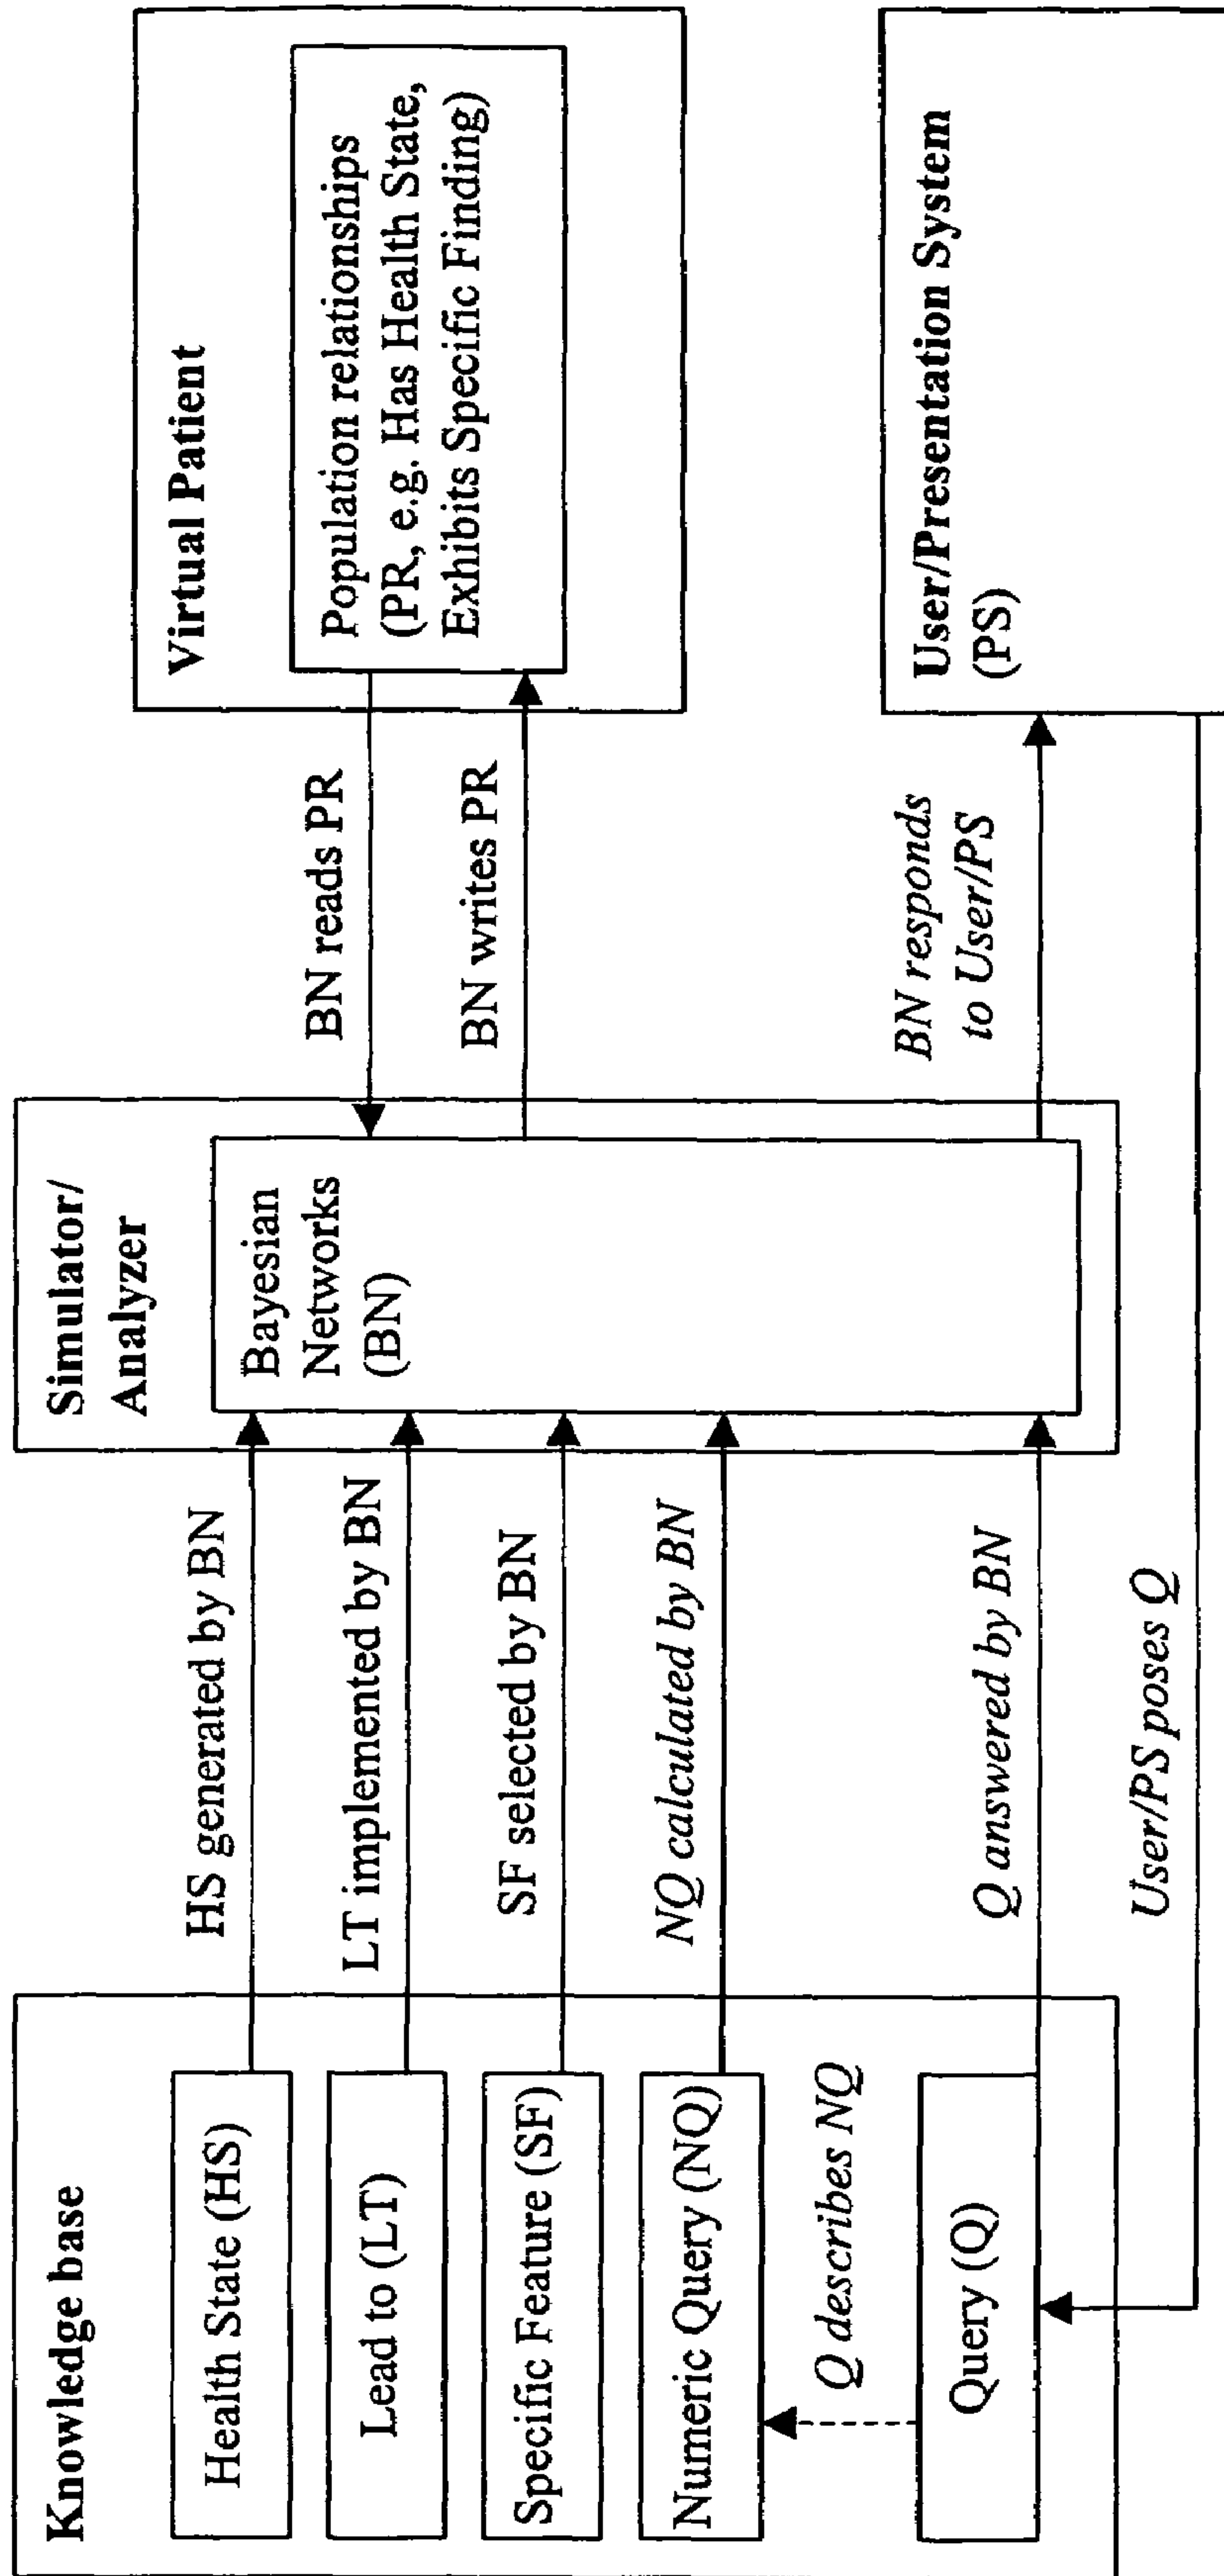 Knowledge base
Health State (HS)
Lead to (LT)
Specific Feature (SF)
Numeric Query (NQ)
Q describes NQ
Query (Q)
HS generated by BN
LT implemented by BN
SF selected by BN
NQ calculated by BN
Q answered by BN
User/PS poses Q
Simulator/
Analyzer
Bayesian
Networks
(BN)
BN reads PR
BN writes PR
BN responds
to User/PS
Virtual Patient
Population relationships
(PR, e.g. Has Health State,
Exhibits Specific Finding)
User/Presentation System
(PS)